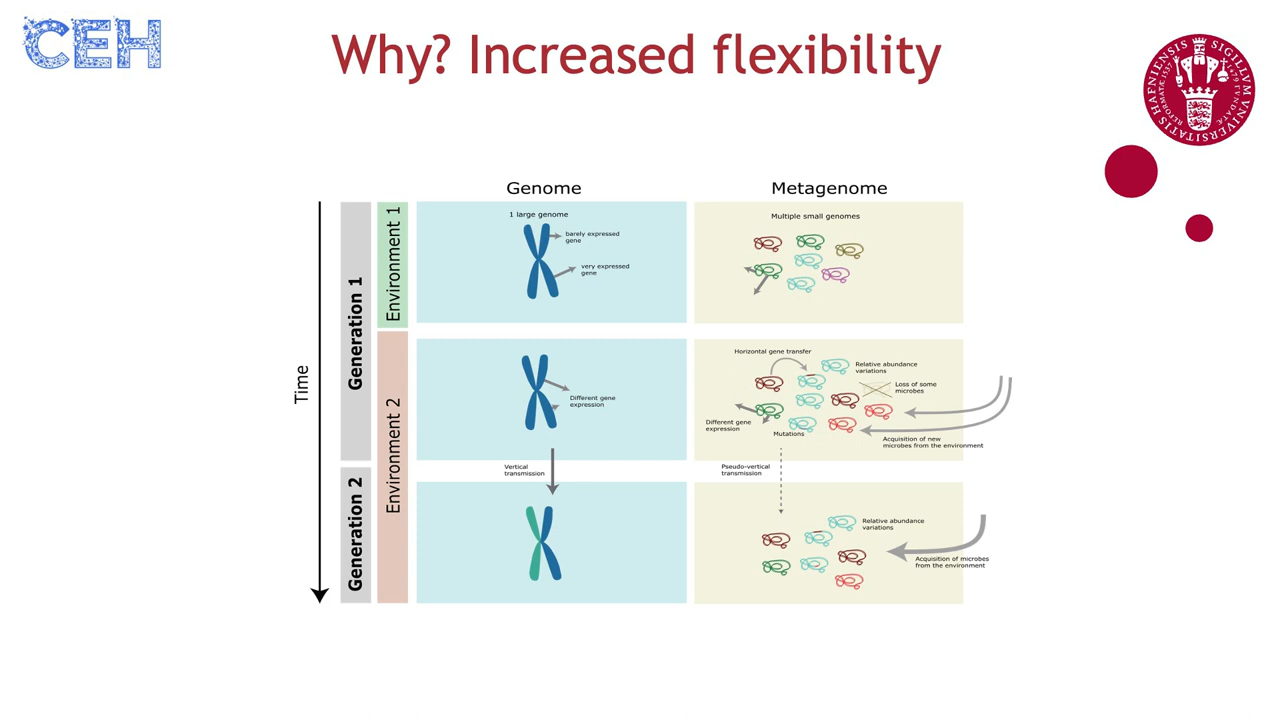 CEH
Why? Increased flexibility
SIGILLVM VNIVERSITATIS HAFNIENSIS
Genome
Metagenome
Time
Generation 1
Generation 2
Environment 1
Environment 2
1 large genome
barely expressed
gene
very expressed
gene
Multiple small genomes
Different gene
expression
Horizontal gene transfer
Relative abundance
variations
Loss of some
microbes
Different gene
expression
Mutations
Acquisition of new
microbes from the environment
Vertical
transmission
Pseudo-vertical
transmission
Relative abundance
variations
Acquisition of microbes
from the environment